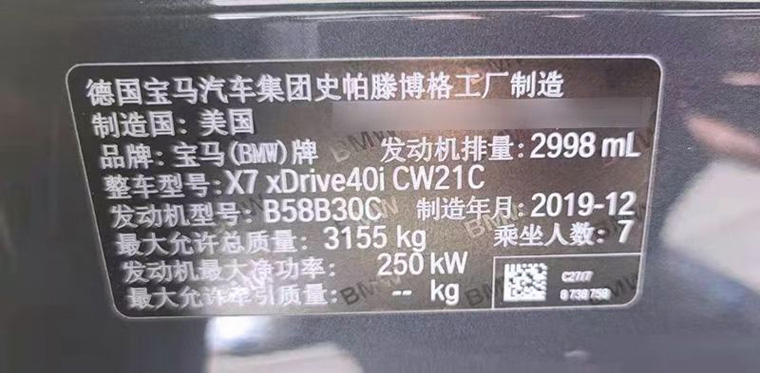 德国宝马汽车集团史帕滕博格工厂制造
制造国: 美国
品牌: 宝马(BMW)牌 发动机排量: 2998 mL
整车型号: X7 xDrive40i CW21C
发动机型号: B58B30C 制造年月: 2019-12
最大允许总质量: 3155 kg 乘坐人数: 7
发动机最大净功率: 250 kW
最大允许牵引质量: -- kg
C27/7
8 738 758